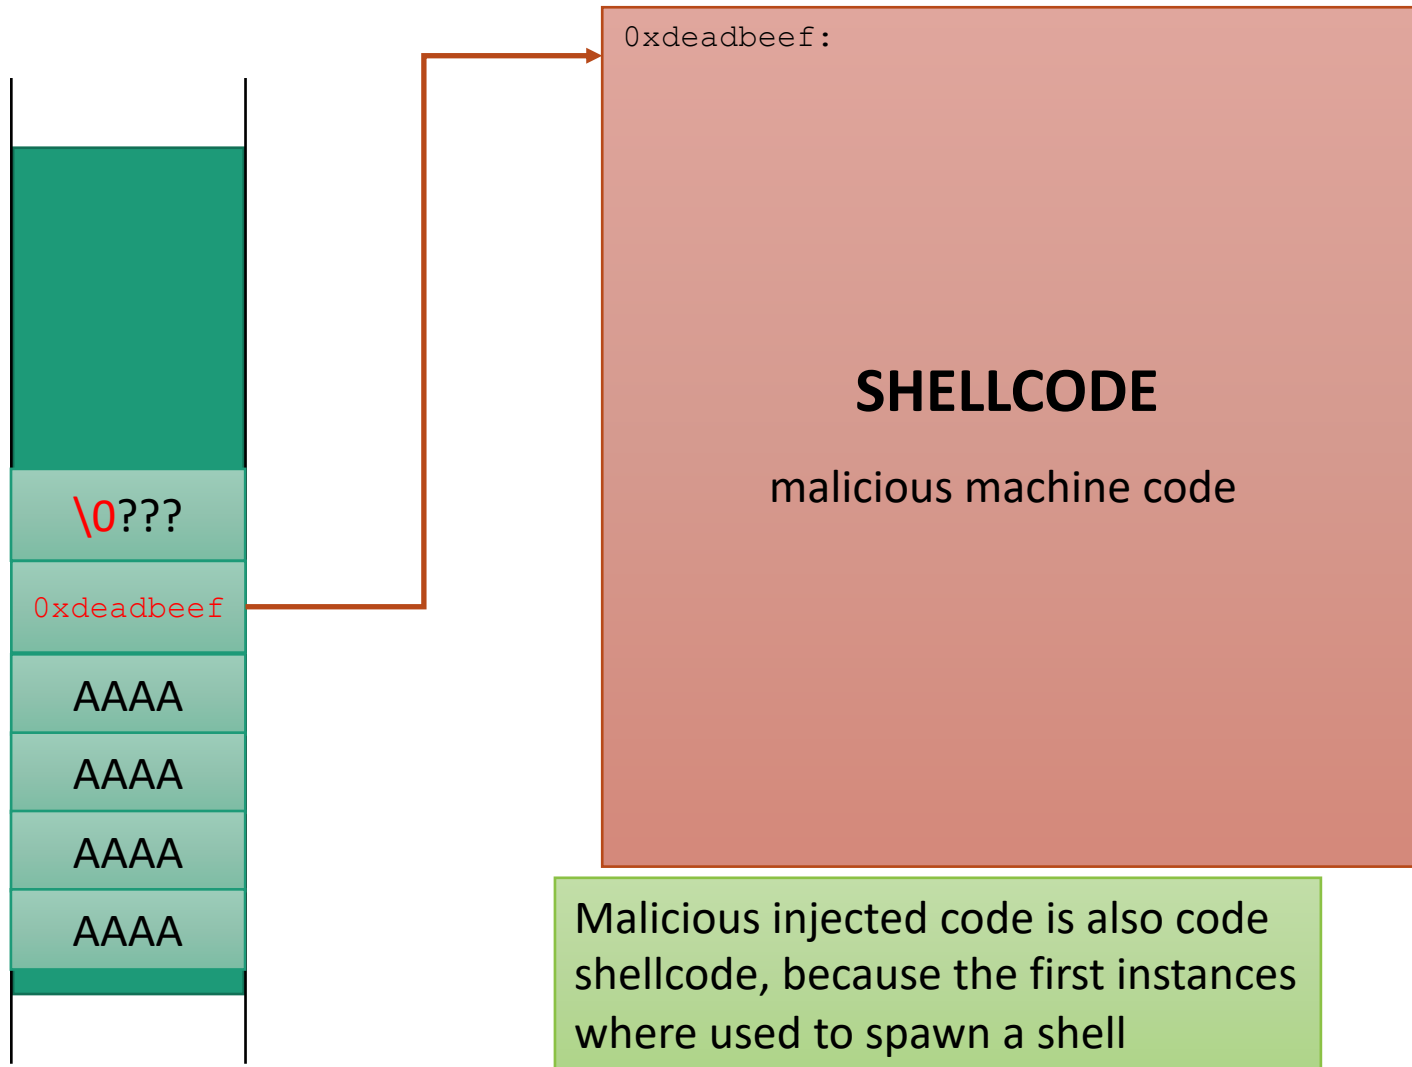 0xdeadbeef:
SHELLCODE
malicious machine code
\0???
0xdeadbeef
AAAA
AAAA
AAAA
AAAA
Malicious injected code is also code
shellcode, because the first instances
where used to spawn a shell